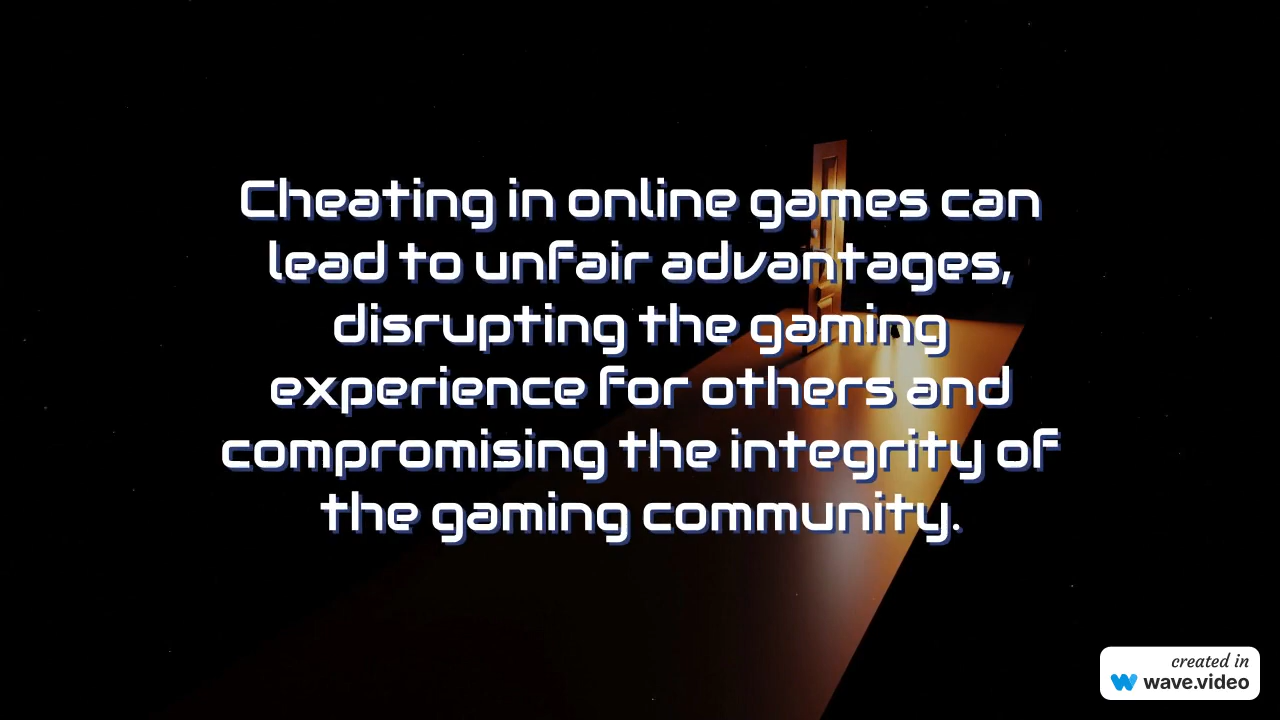 Cheating in online games can
lead to unfair advantages,
disrupting the gaming
experience for others and
compromising the integrity of
the gaming community.
created in
wave.video